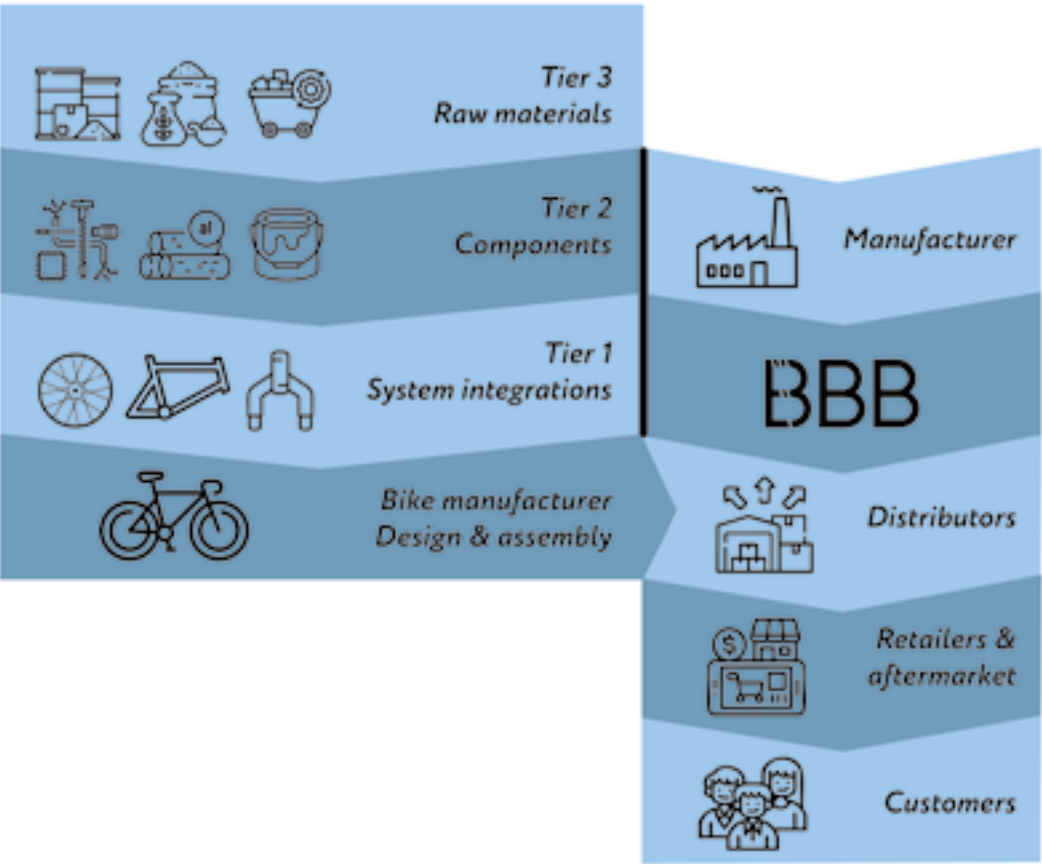 Tier 3
Raw materials
Tier 2
Components
al
Tier 1
System integrations
Bike manufacturer
Design & assembly
Manufacturer
BBB
Distributors
$
Retailers &
aftermarket
Customers